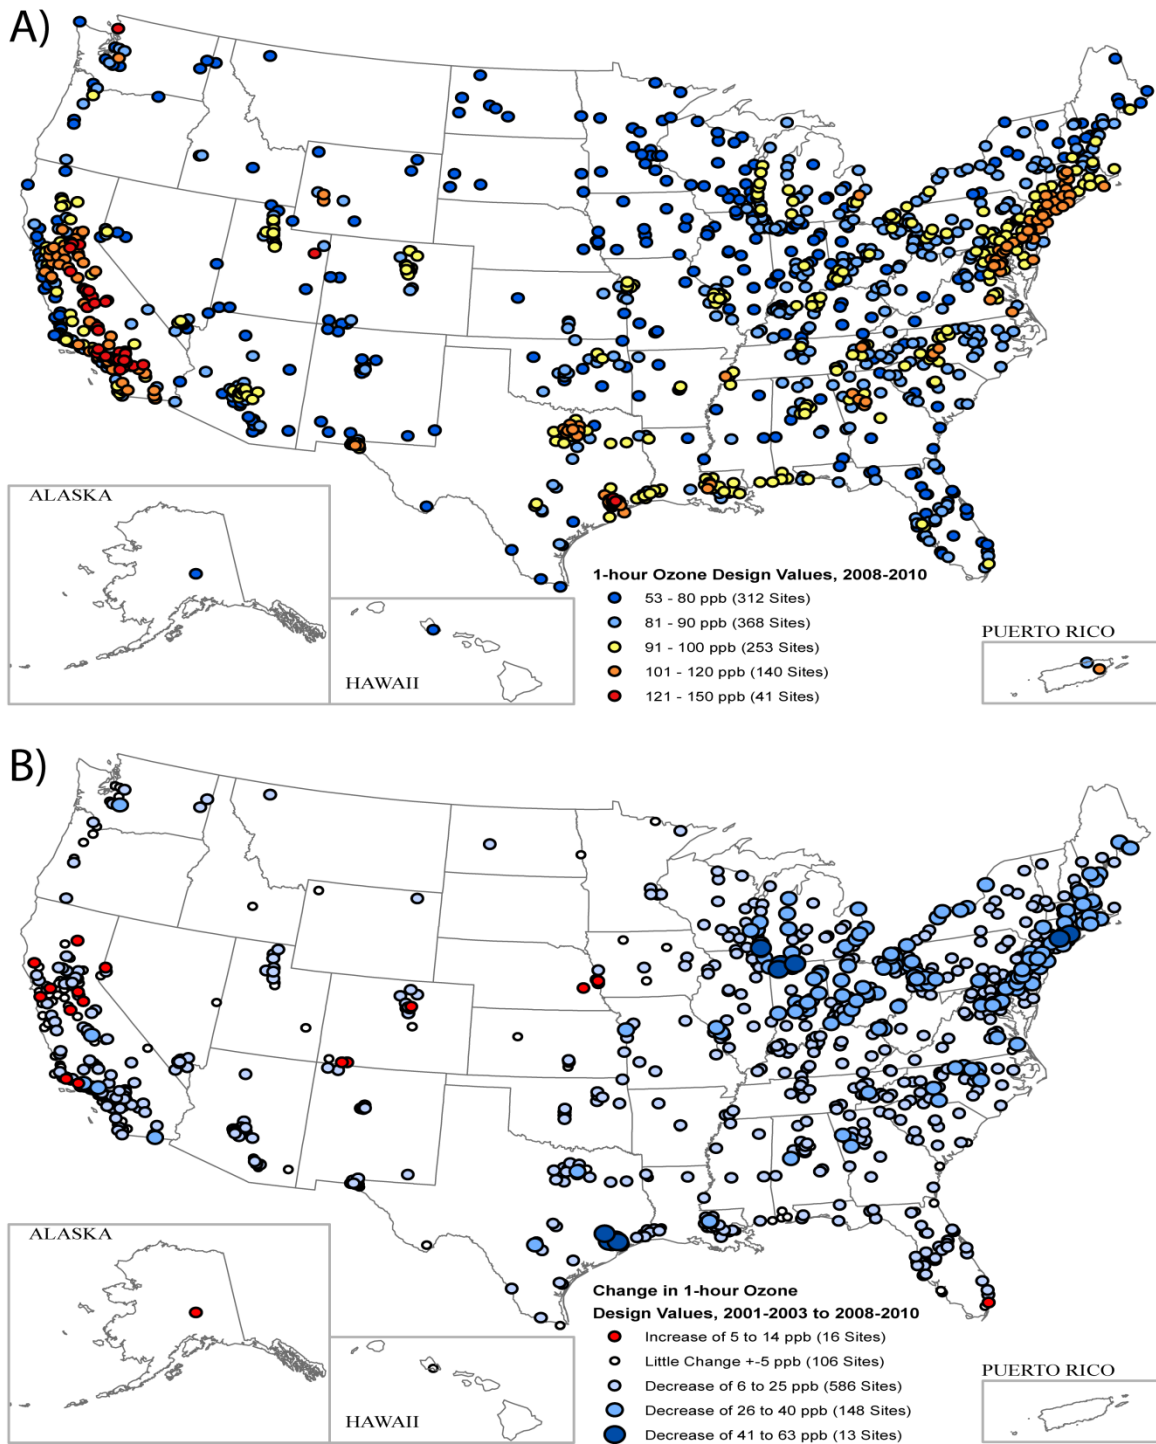 A)
ALASKA
HAWAII
1-hour Ozone Design Values, 2008-2010
53 - 80 ppb (312 Sites)
81 - 90 ppb (368 Sites)
91 - 100 ppb (253 Sites)
101 - 120 ppb (140 Sites)
121 - 150 ppb (41 Sites)
PUERTO RICO
B)
ALASKA
HAWAII
Change in 1-hour Ozone
Design Values, 2001-2003 to 2008-2010
Increase of 5 to 14 ppb (16 Sites)
Little Change +-5 ppb (106 Sites)
Decrease of 6 to 25 ppb (586 Sites)
Decrease of 26 to 40 ppb (148 Sites)
Decrease of 41 to 63 ppb (13 Sites)
PUERTO RICO